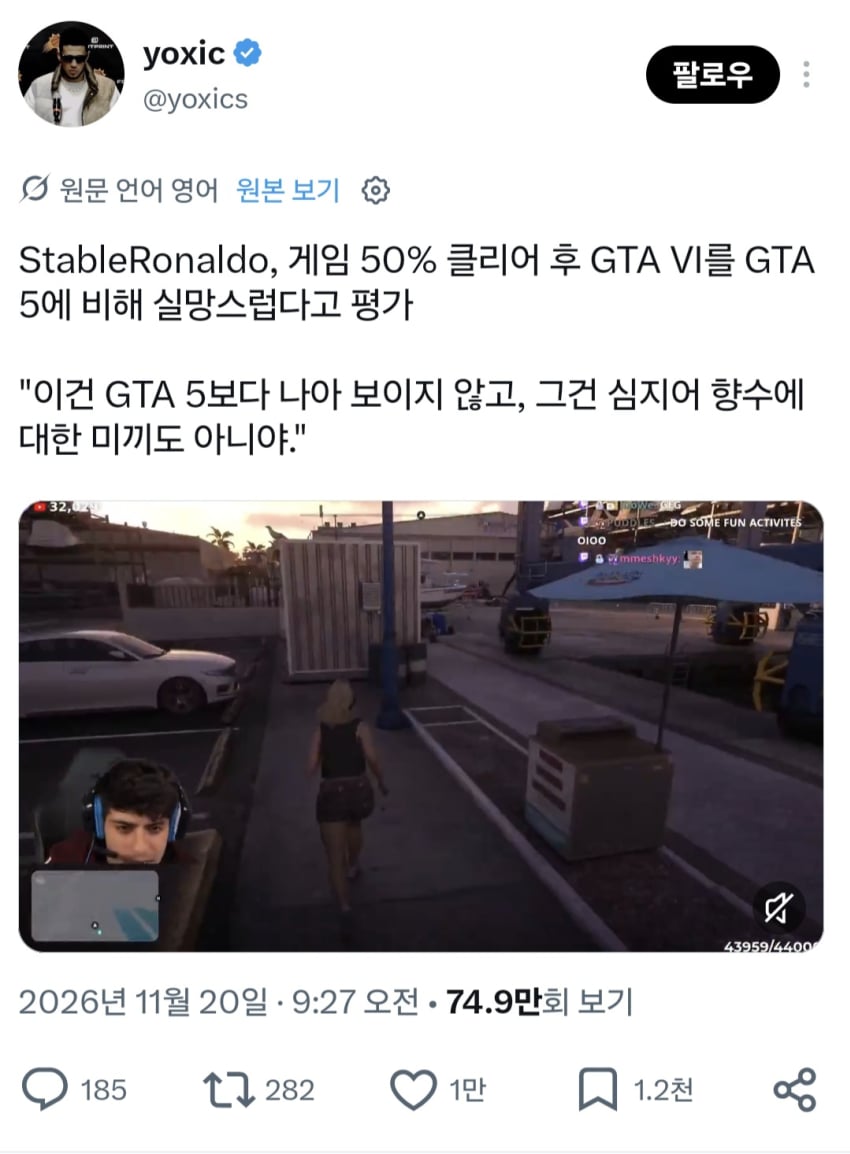 yoxic
@yoxics
팔로우
원문 언어 영어 원본 보기
StableRonaldo, 게임 50% 클리어 후 GTA VI를 GTA
5에 비해 실망스럽다고 평가
"이건 GTA 5보다 나아 보이지 않고, 그건 심지어 향수에
대한 미끼도 아니야."
DO SOME FUN ACTIVITES
OIOO
mmeshkyy:
43959/44000
2026년 11월 20일 · 9:27 오전 · 74.9만회 보기
185
282
1만
1.2천